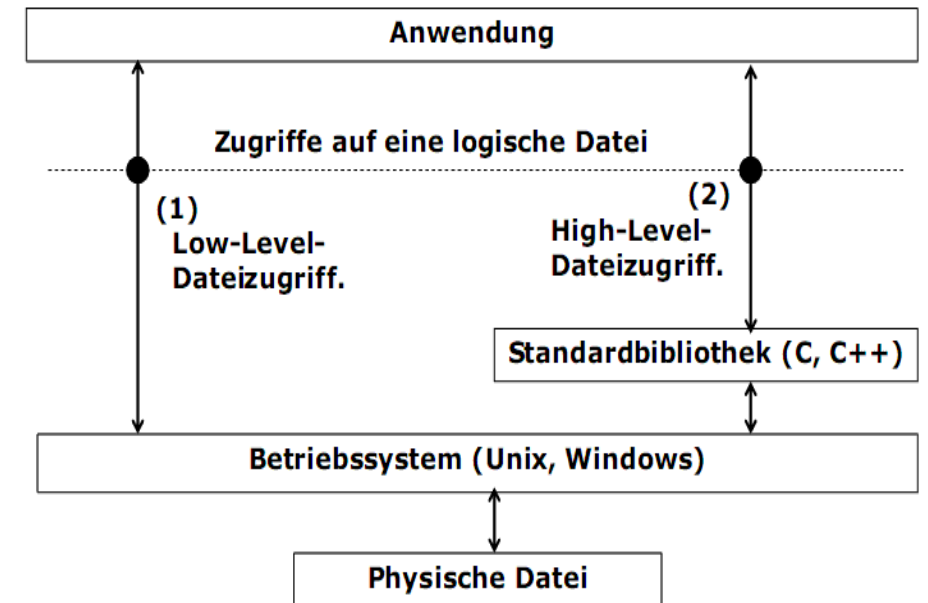 Anwendung
Zugriffe auf eine logische Datei
(1)
Low-Level-
Dateizugriff.
(2)
High-Level-
Dateizugriff.
Standardbibliothek (C, C++)
Betriebssystem (Unix, Windows)
Physische Datei